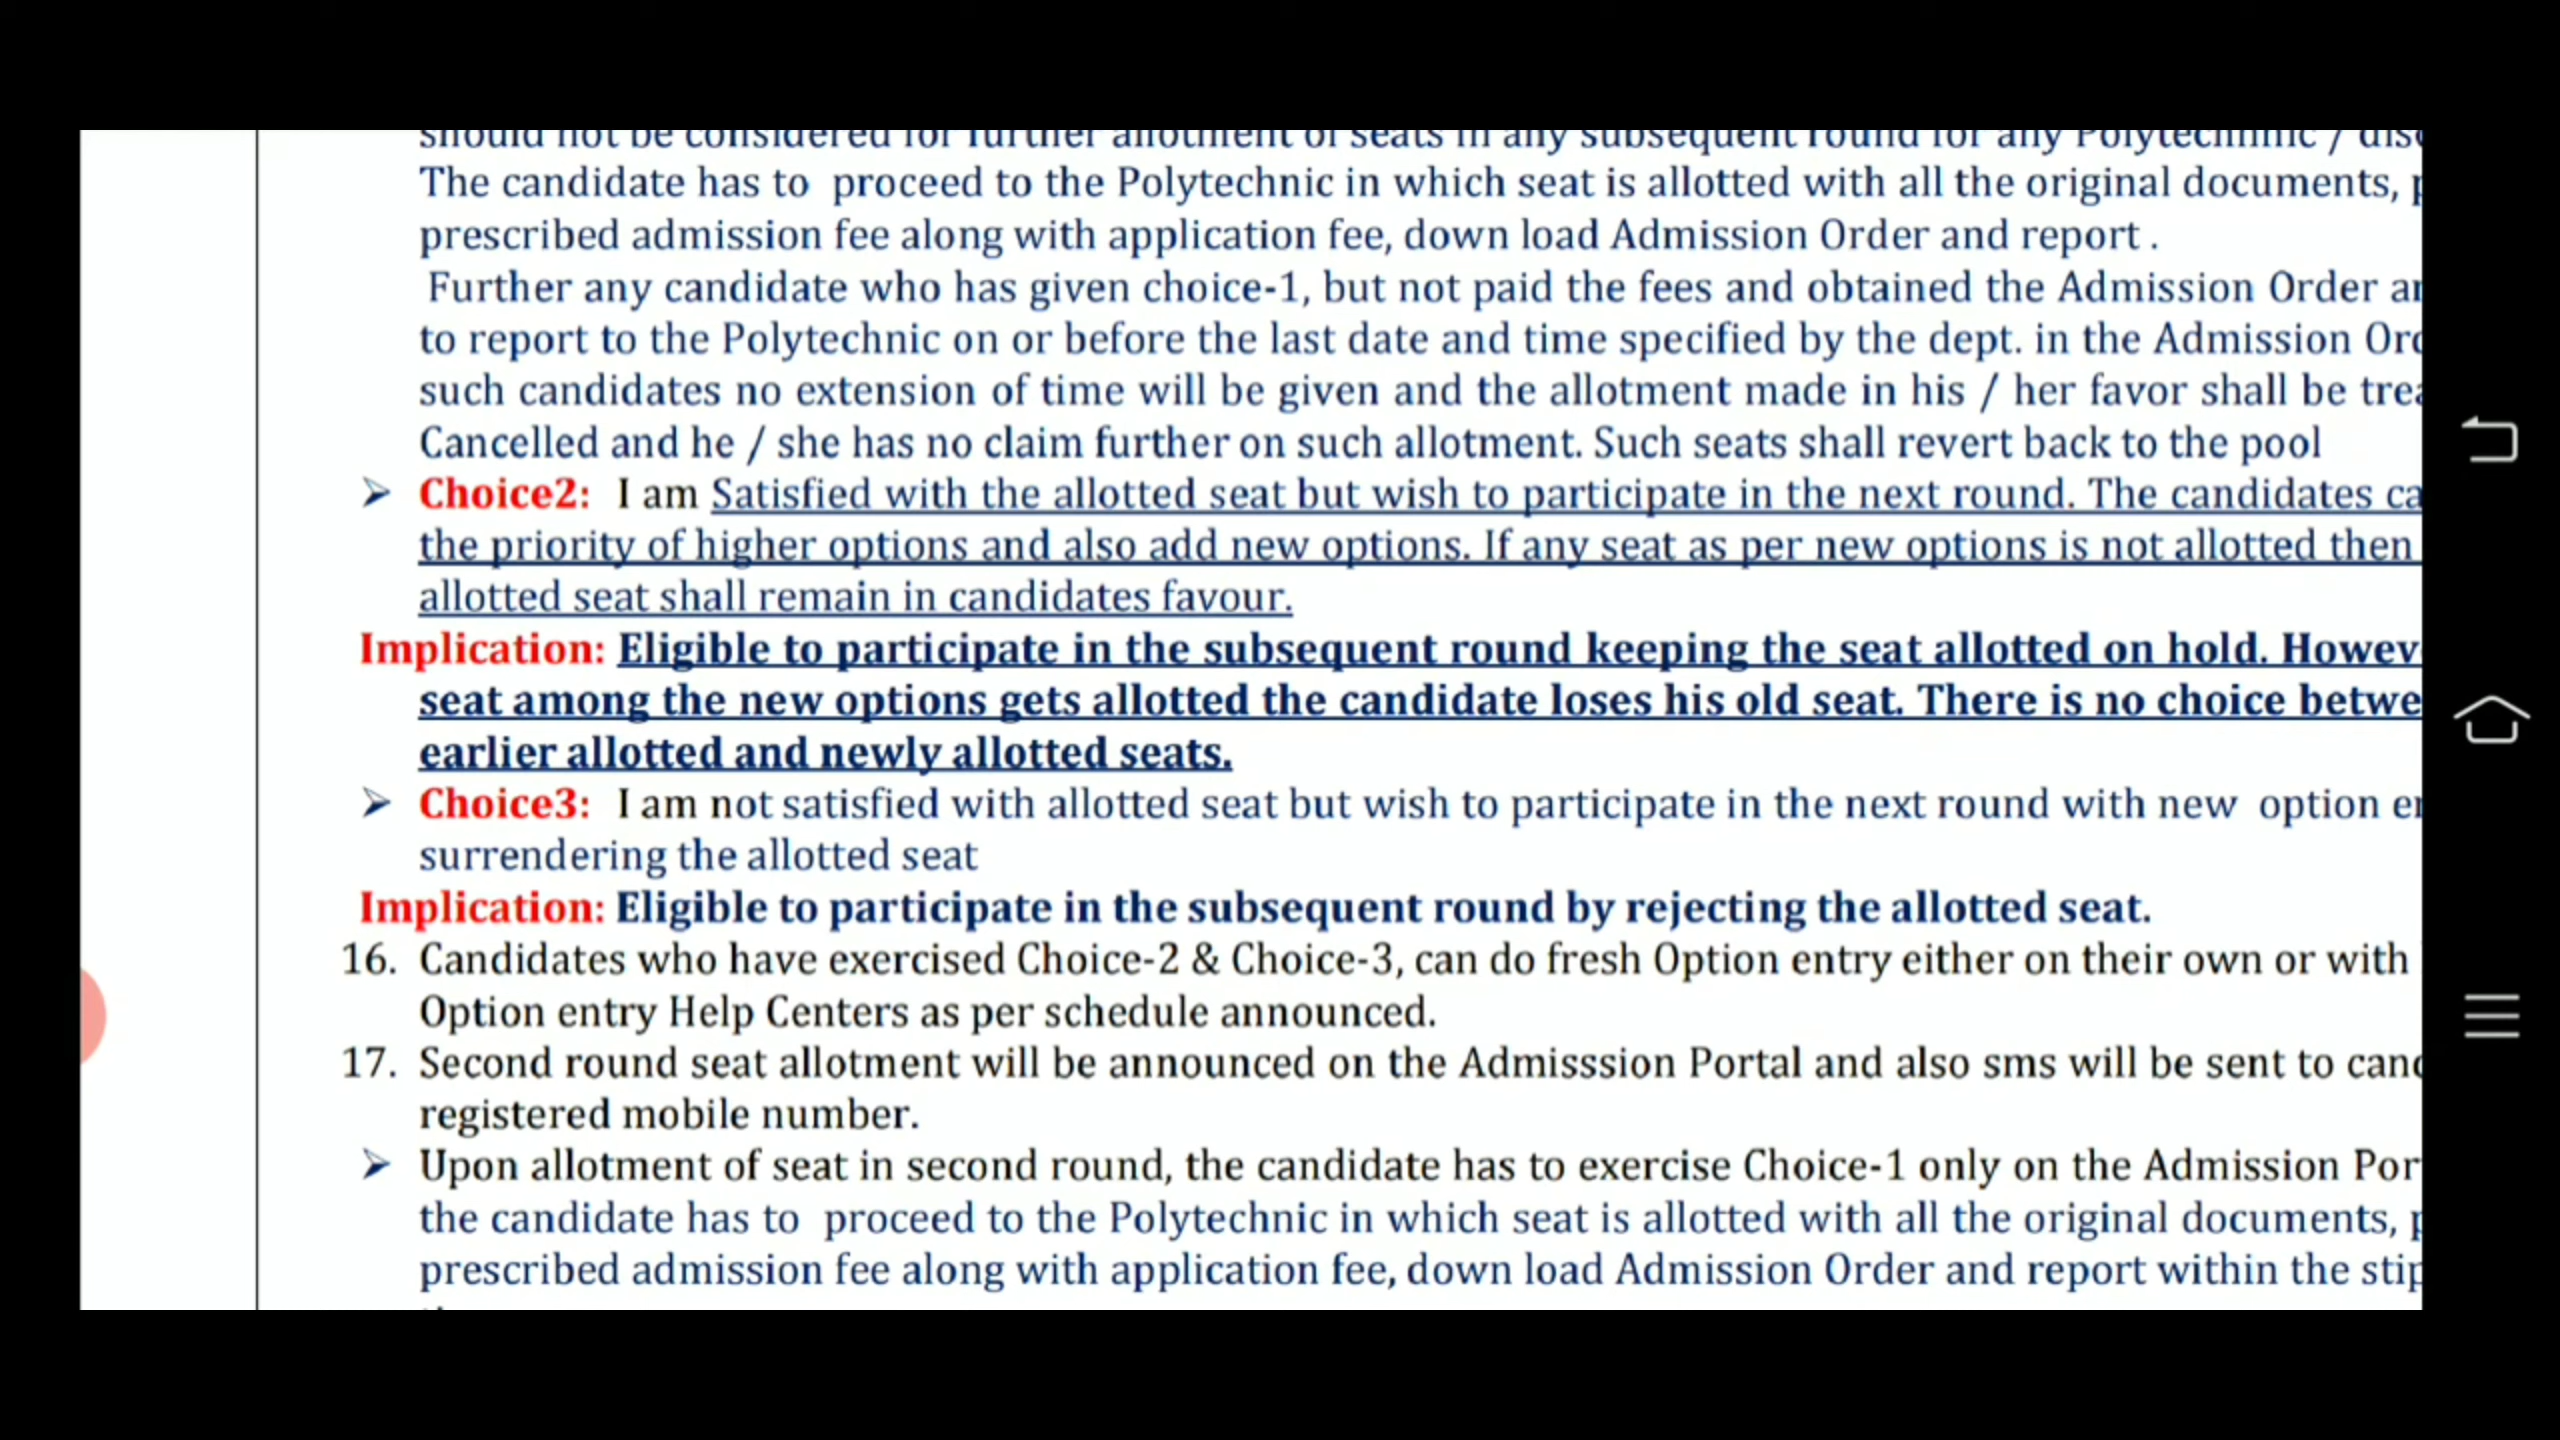 should not be considered for further allotment of seats in any subsequent round for any Polytechnic /
The candidate has to proceed to the Polytechnic in which seat is allotted with all the original documents,
prescribed admission fee along with application fee, down load Admission Order and report .
Further any candidate who has given choice-1, but not paid the fees and obtained the Admission Order
to report to the Polytechnic on or before the last date and time specified by the dept. in the Admission
such candidates no extension of time will be given and the allotment made in his / her favor shall be
Cancelled and he / she has no claim further on such allotment. Such seats shall revert back to the pool
➢ Choice2: I am Satisfied with the allotted seat but wish to participate in the next round. The candidates
the priority of higher options and also add new options. If any seat as per new options is not allotted then
allotted seat shall remain in candidates favour.
Implication: Eligible to participate in the subsequent round keeping the seat allotted on hold.
seat among the new options gets allotted the candidate loses his old seat. There is no choice
earlier allotted and newly allotted seats.
➢ Choice3: I am not satisfied with allotted seat but wish to participate in the next round with new option
surrendering the allotted seat
Implication: Eligible to participate in the subsequent round by rejecting the allotted seat.
16. Candidates who have exercised Choice-2 & Choice-3, can do fresh Option entry either on their own or with
Option entry Help Centers as per schedule announced.
17. Second round seat allotment will be announced on the Admisssion Portal and also sms will be sent to
registered mobile number.
➢ Upon allotment of seat in second round, the candidate has to exercise Choice-1 only on the Admission
the candidate has to proceed to the Polytechnic in which seat is allotted with all the original documents,
prescribed admission fee along with application fee, down load Admission Order and report within the